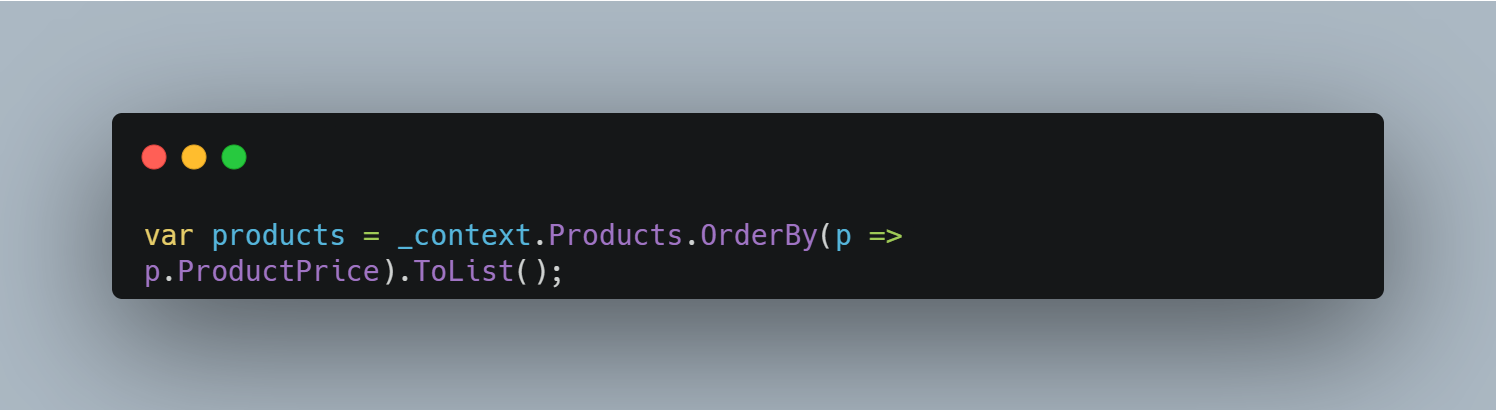 var products = _context.Products.OrderBy(p =>
p.ProductPrice).ToList();